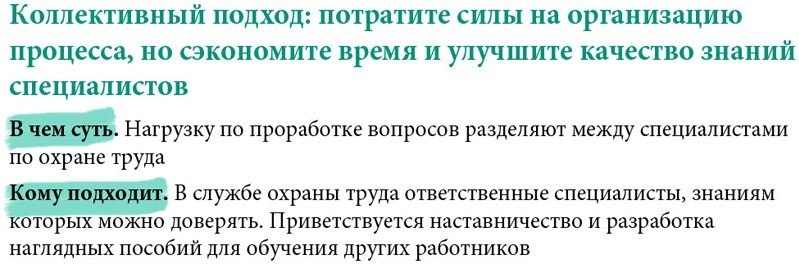 Коллективный подход: потратите силы на организацию
процесса, но сэкономите время и улучшите качество знаний
специалистов
В чем суть. Нагрузку по проработке вопросов разделяют между специалистами
по охране труда
Кому подходит. В службе охраны труда ответственные специалисты, знаниям
которых можно доверять. Приветствуется наставничество и разработка
наглядных пособий для обучения других работников